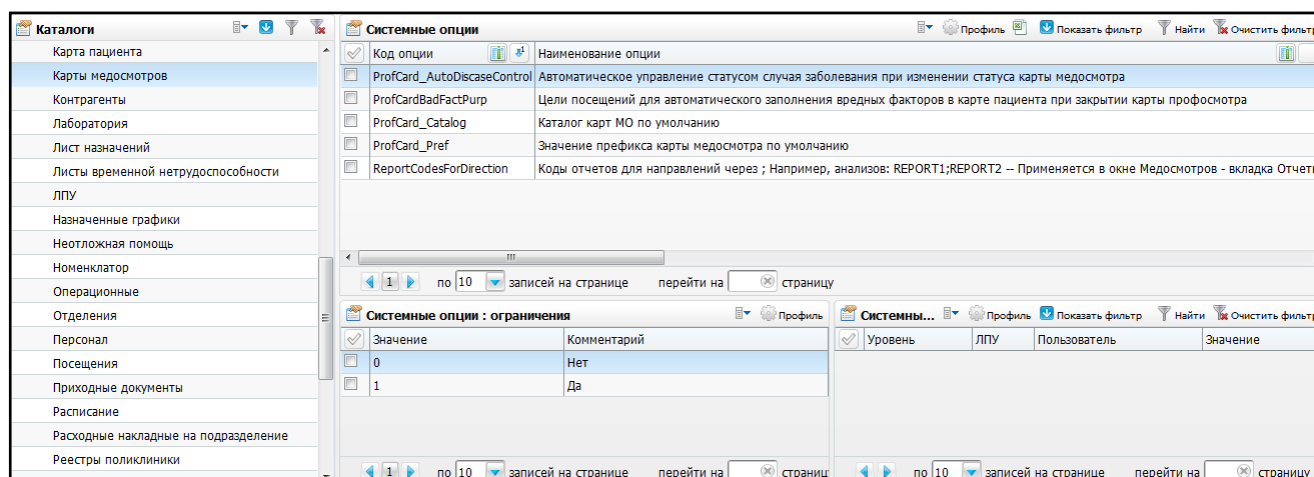 Каталоги
Карта пациента
Карты медосмотров
Контрагенты
Лаборатория
Лист назначений
Листы временной нетрудоспособности
ЛПУ
Назначенные графики
Неотложная помощь
Номенклатор
Операционные
Отделения
Персонал
Посещения
Приходные документы
Расписание
Расходные накладные на подразделение
Реестры поликлиники
Системные опции Профиль Показать фильтр Найти Очистить фильтр
Код опции Наименование опции
ProfCard_AutoDiscaseControl Автоматическое управление статусом случая заболевания при изменении статуса карты медосмотра
ProfCardBadFactPurp Цели посещений для автоматического заполнения вредных факторов в карте пациента при закрытии карты профосмотра
ProfCard_Catalog Каталог карт МО по умолчанию
ProfCard_Pref Значение префикса карты медосмотра по умолчанию
ReportCodesForDirection Коды отчетов для направлений через ; Например, анализов: REPORT1;REPORT2 -- Применяется в окне Медосмотров - вкладка Отчеты
1 по 10 записей на странице перейти на страницу
Системные опции : ограничения Профиль
Значение Комментарий
0 Нет
1 Да
1 по 10 записей на странице перейти на страниц
Системны... Профиль Показать фильтр Найти Очистить фильтр
Уровень ЛПУ Пользователь Значение
по 10 записей на странице перейти на страницу